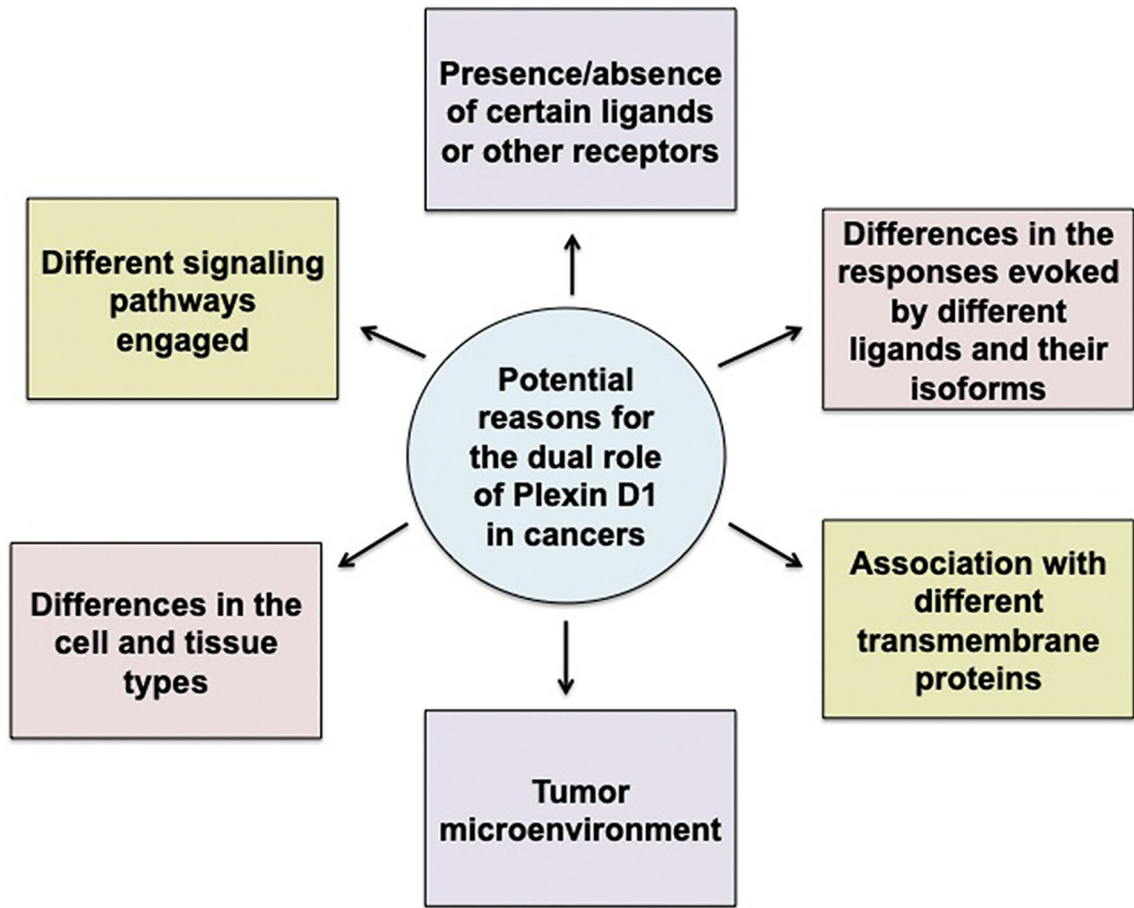 Presence/absence
of certain ligands
or other receptors
Different signaling
pathways
engaged
Differences in the
responses evoked
by different
ligands and their
isoforms
Potential
reasons for
the dual role
of Plexin D1
in cancers
Differences in the
cell and tissue
types
Association with
different
transmembrane
proteins
Tumor
microenvironment